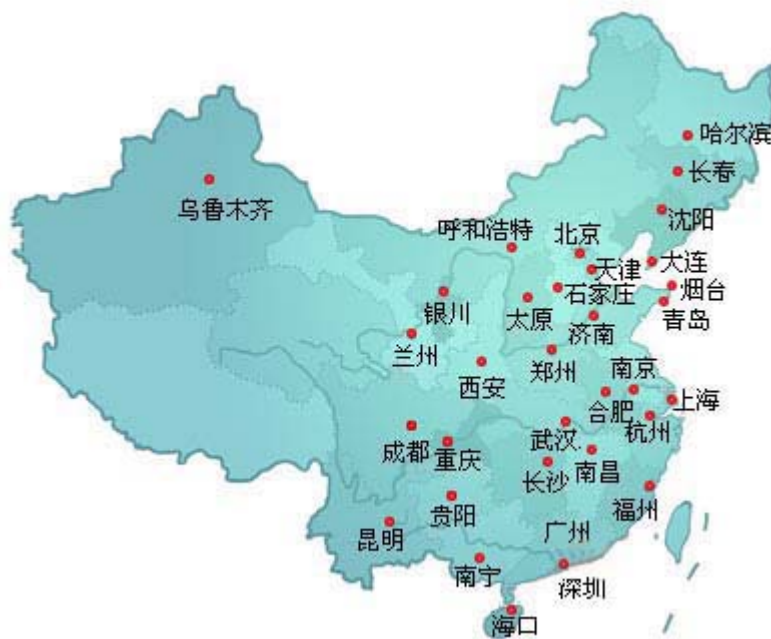 哈尔滨
长春
乌鲁木齐
沈阳
呼和浩特
北京
大连
天津
烟台
石家庄
银川
太原
青岛
济南
兰州
郑州
南京
西安
上海
合肥
杭州
武汉
成都
重庆
南昌
长沙
福州
贵阳
广州
昆明
南宁
深圳
海口